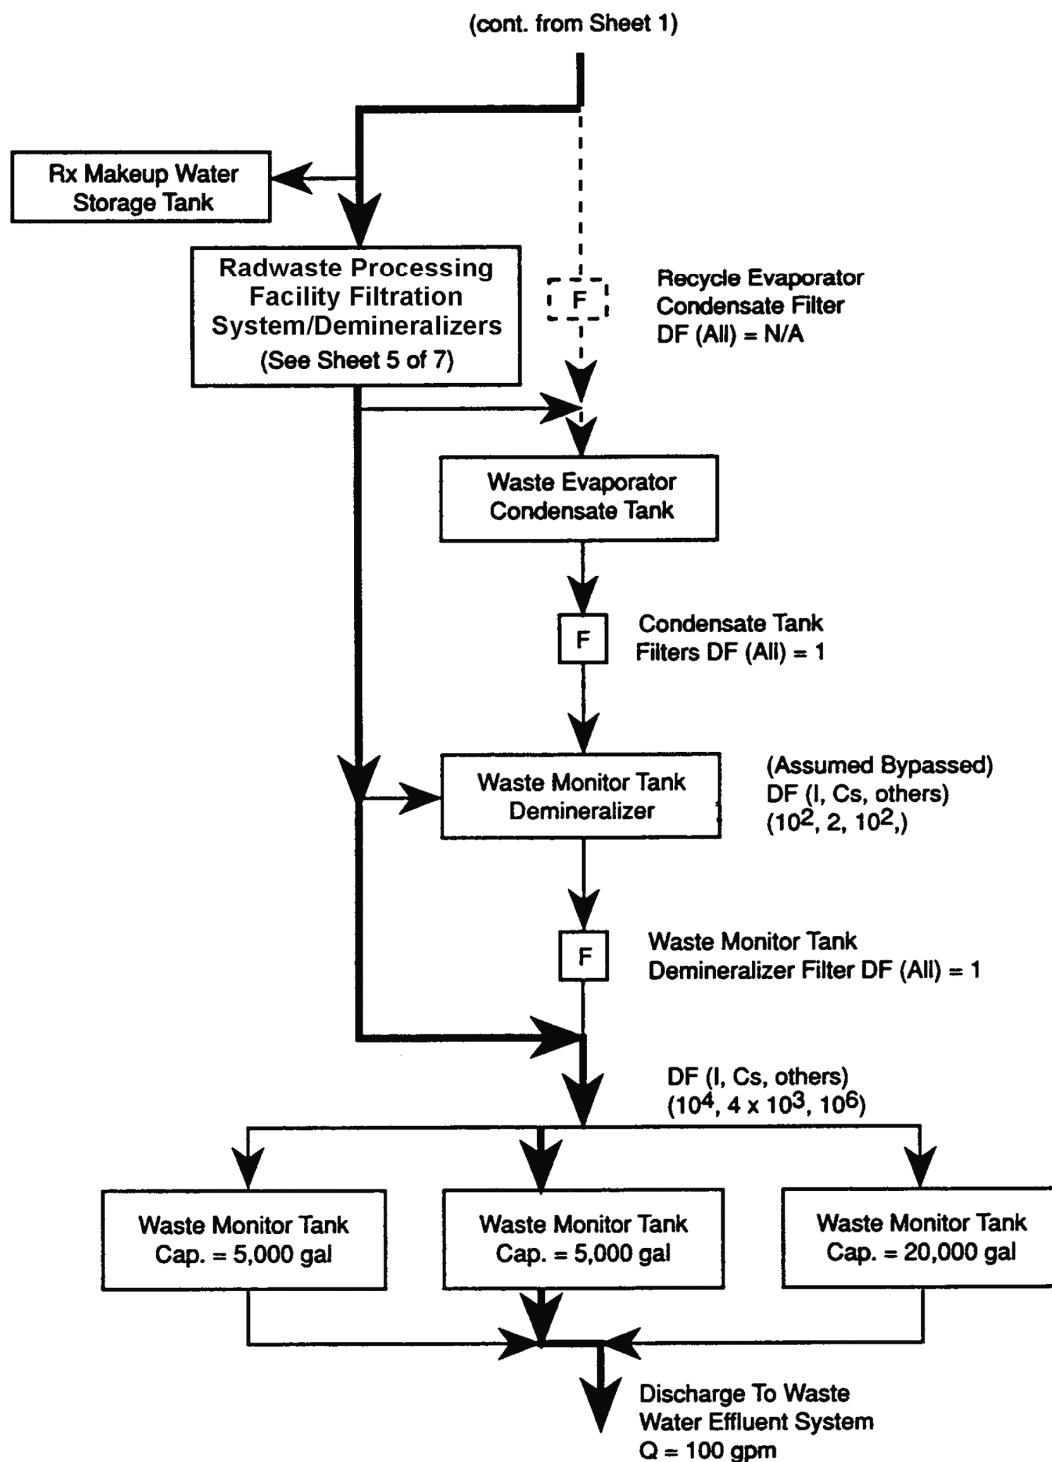 (cont. from Sheet 1)
Rx Makeup Water
Storage Tank
Radwaste Processing
Facility Filtration
System/Demineralizers
(See Sheet 5 of 7)
F
Recycle Evaporator
Condensate Filter
DF (All) = N/A
Waste Evaporator
Condensate Tank
F
Condensate Tank
Filters DF (All) = 1
Waste Monitor Tank
Demineralizer
(Assumed Bypassed)
DF (I, Cs, others)
(10², 2, 10²,)
F
Waste Monitor Tank
Demineralizer Filter DF (All) = 1
DF (I, Cs, others)
(10⁴, 4 x 10³, 10⁶)
Waste Monitor Tank
Cap. = 5,000 gal
Waste Monitor Tank
Cap. = 5,000 gal
Waste Monitor Tank
Cap. = 20,000 gal
Discharge To Waste
Water Effluent System
Q = 100 gpm